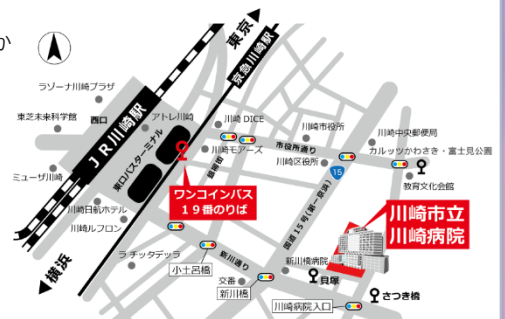 か
東京
京急川崎駅
ラゾーナ川崎プラザ
アトレ川崎
川崎 DICE
川崎市役所
西口
東芝未来科学館
JR川崎駅
東口バスターミナル
川崎モアーズ
銀座街
市役所通り
川崎中央郵便局
カルッツかわさき・富士見公園
川崎区役所
15
教育文化会館
ミューザ川崎
ワンコインバス
19番のりば
国道15号(第一京浜)
川崎市立
川崎病院
川崎日航ホテル
川崎ルフロン
ラ チッタデッラ
新川通り
小土呂橋
新川橋病院
横浜
交番
新川橋
貝塚
さつき橋
川崎病院入口